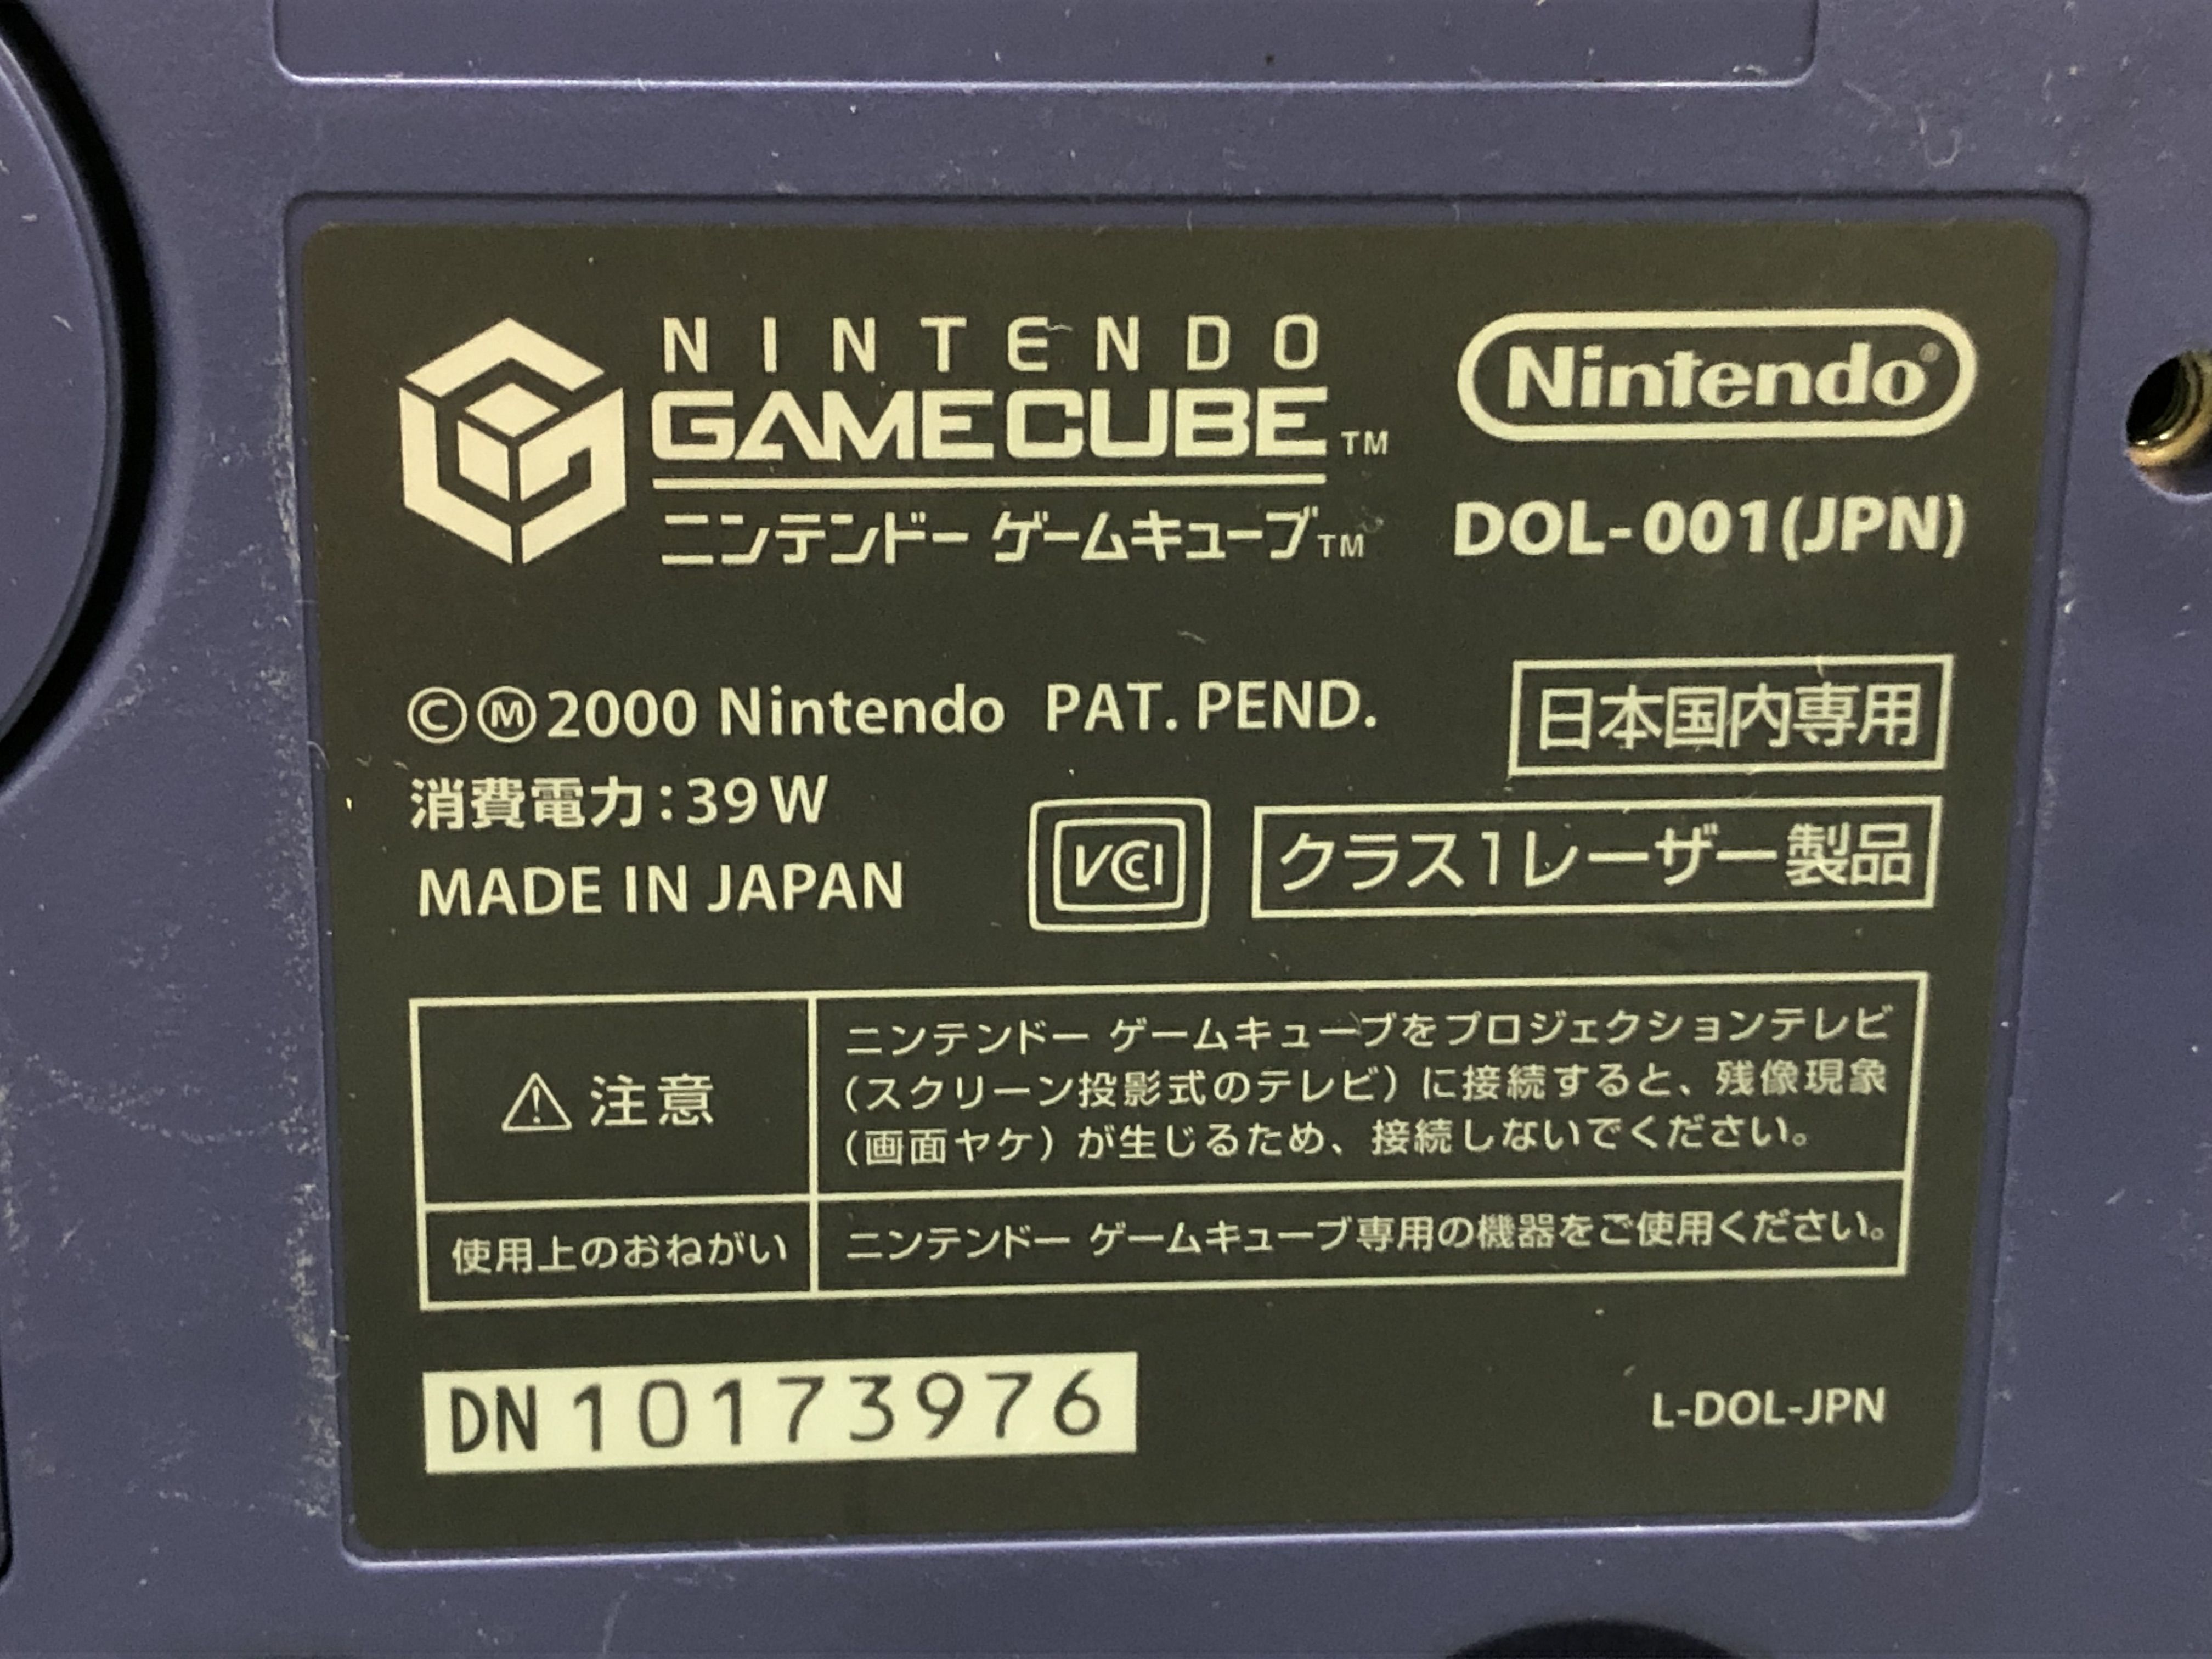 NINTENDO
GAMECUBE TM
ニンテンドー ゲームキューブ TM
Nintendo®
DOL-001(JPN)
©Ⓜ2000 Nintendo PAT. PEND.
日本国内専用
消費電力:39W
MADE IN JAPAN
VCCI
クラス1レーザー製品
⚠注意
ニンテンドー ゲームキューブをプロジェクションテレビ
(スクリーン投影式のテレビ)に接続すると、残像現象
(画面ヤケ)が生じるため、接続しないでください。
使用上のおねがい
ニンテンドー ゲームキューブ専用の機器をご使用ください。
DN10173976
L-DOL-JPN